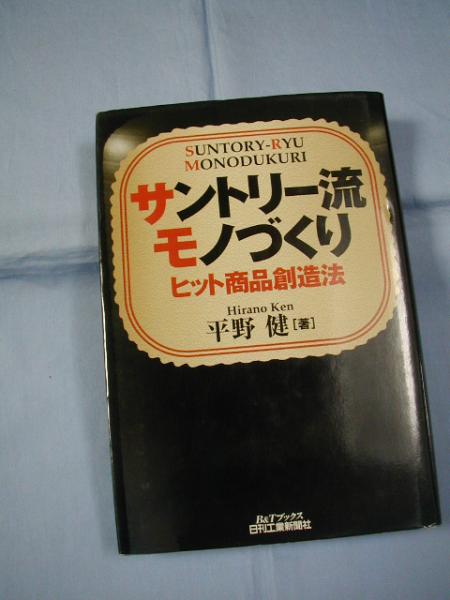 SUNTORY-RYU
MONODUKURI
サントリー流
モノづくり
ヒット商品創造法
Hirano Ken
平野 健[著]
B&Tブックス
日刊工業新聞社